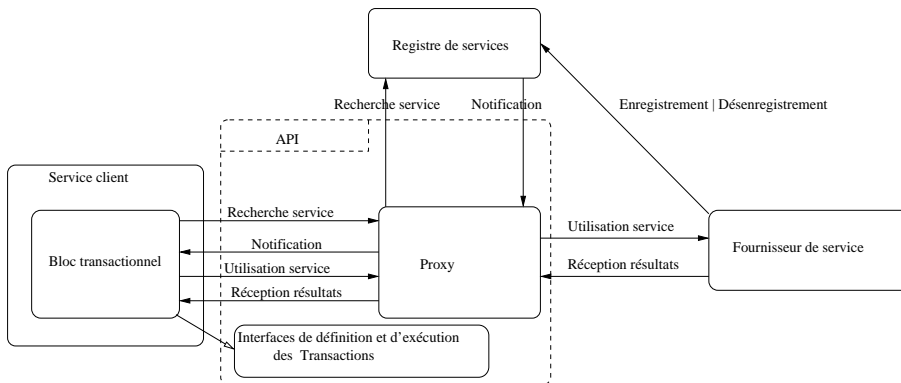 Registre de services
Recherche service
Notification
Enregistrement | Désenregistrement
API
Service client
Recherche service
Bloc transactionnel
Notification
Utilisation service
Réception résultats
Proxy
Utilisation service
Réception résultats
Fournisseur de service
Interfaces de définition et d'exécution
des Transactions